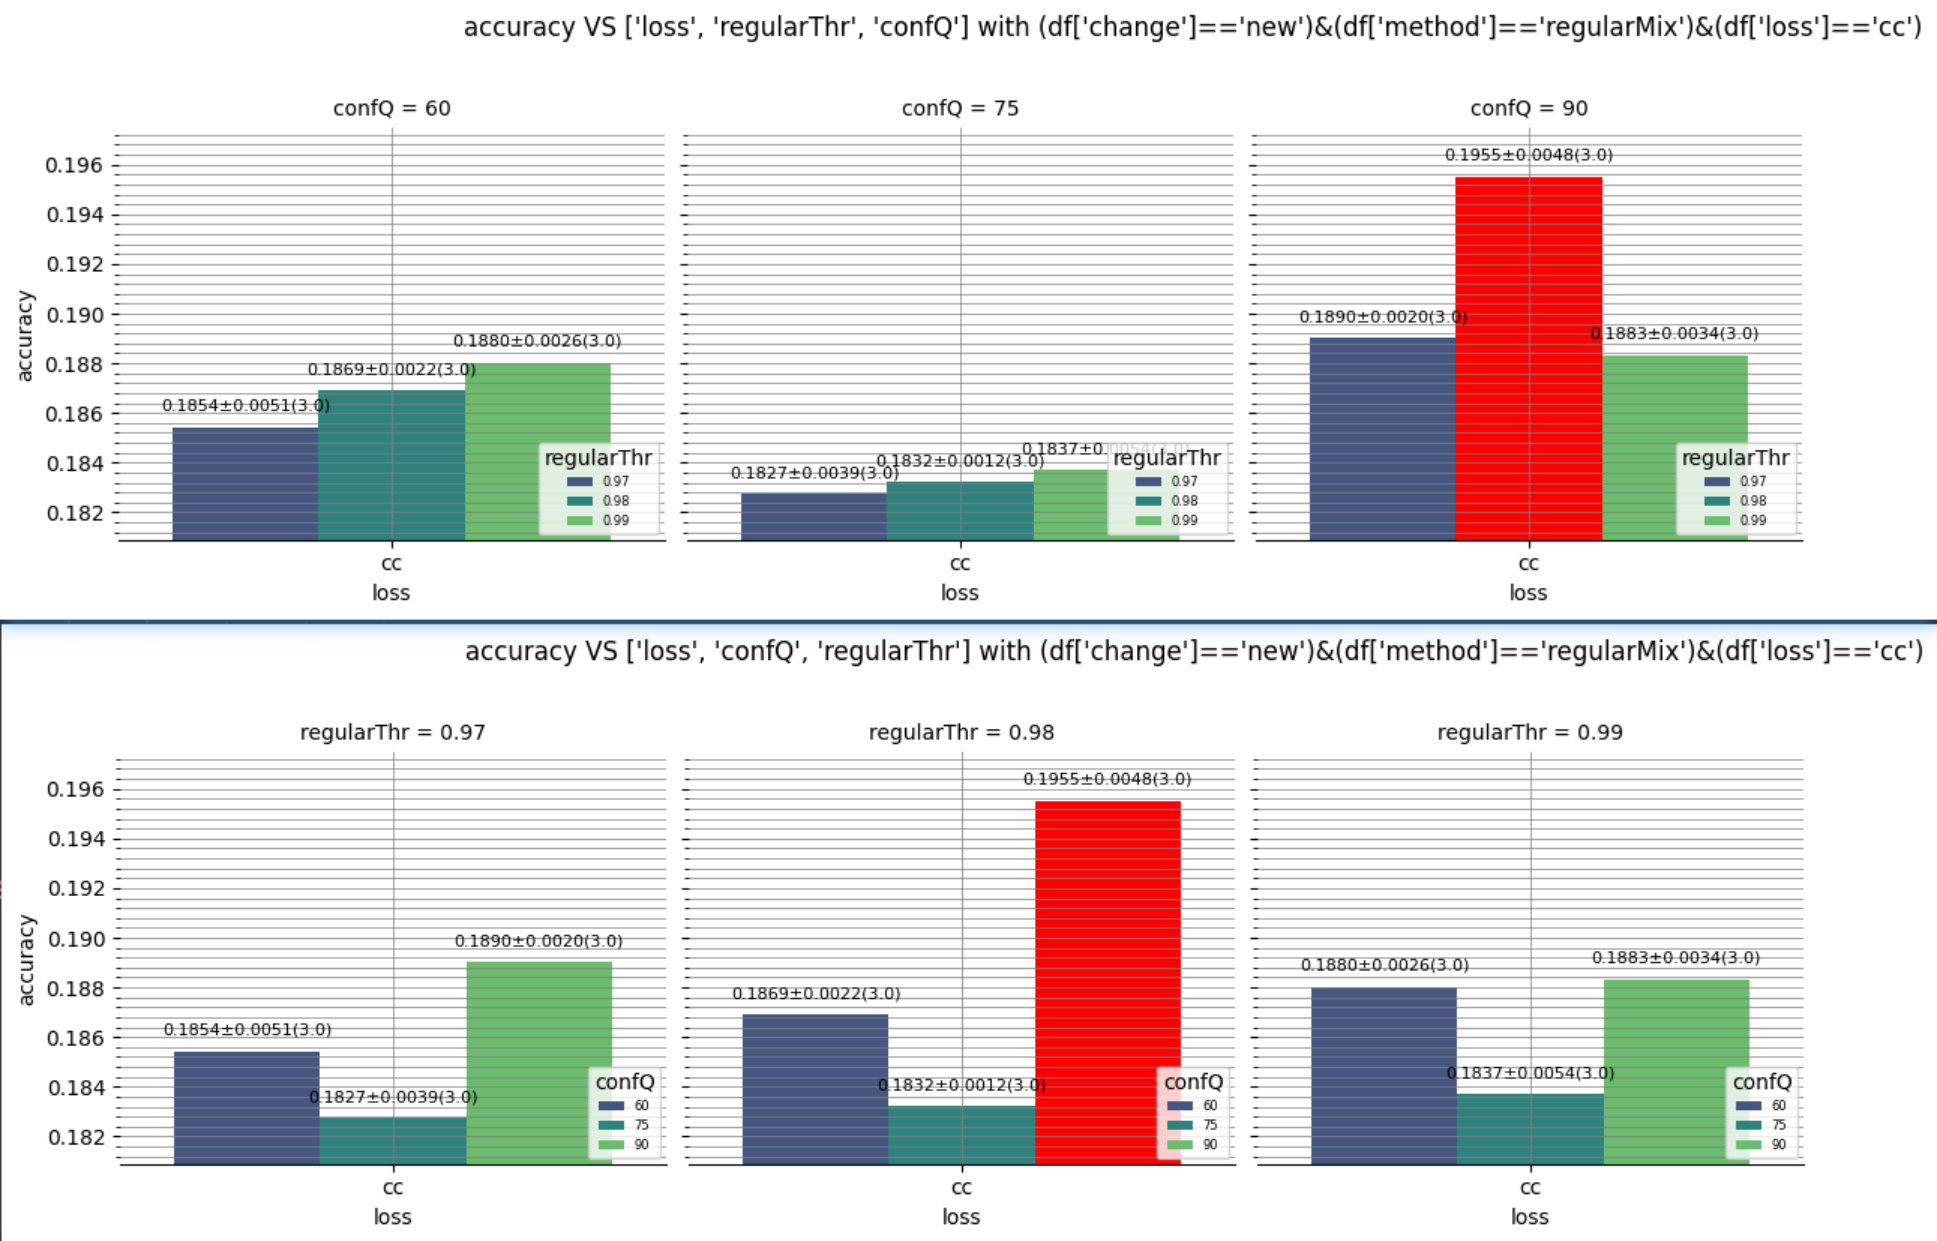 accuracy VS ['loss', 'regularThr', 'confQ'] with (df['change']=='new')&(df['method']=='regularMix')&(df['loss']=='cc')
confQ = 60
confQ = 75
confQ = 90
accuracy
0.196
0.194
0.192
0.190
0.188
0.186
0.184
0.182
0.1854±0.0051(3.0)
0.1869±0.0022(3.0)
0.1880±0.0026(3.0)
regularThr
0.97
0.98
0.99
cc
loss
0.1827±0.0039(3.0)
0.1832±0.0012(3.0)
0.1837±0.0054(3.0)
regularThr
0.97
0.98
0.99
cc
loss
0.1890±0.0020(3.0)
0.1955±0.0048(3.0)
0.1883±0.0034(3.0)
regularThr
0.97
0.98
0.99
cc
loss
accuracy VS ['loss', 'confQ', 'regularThr'] with (df['change']=='new')&(df['method']=='regularMix')&(df['loss']=='cc')
regularThr = 0.97
regularThr = 0.98
regularThr = 0.99
accuracy
0.196
0.194
0.192
0.190
0.188
0.186
0.184
0.182
0.1854±0.0051(3.0)
0.1827±0.0039(3.0)
0.1890±0.0020(3.0)
confQ
60
75
90
cc
loss
0.1869±0.0022(3.0)
0.1832±0.0012(3.0)
0.1955±0.0048(3.0)
confQ
60
75
90
cc
loss
0.1880±0.0026(3.0)
0.1837±0.0054(3.0)
0.1883±0.0034(3.0)
confQ
60
75
90
cc
loss